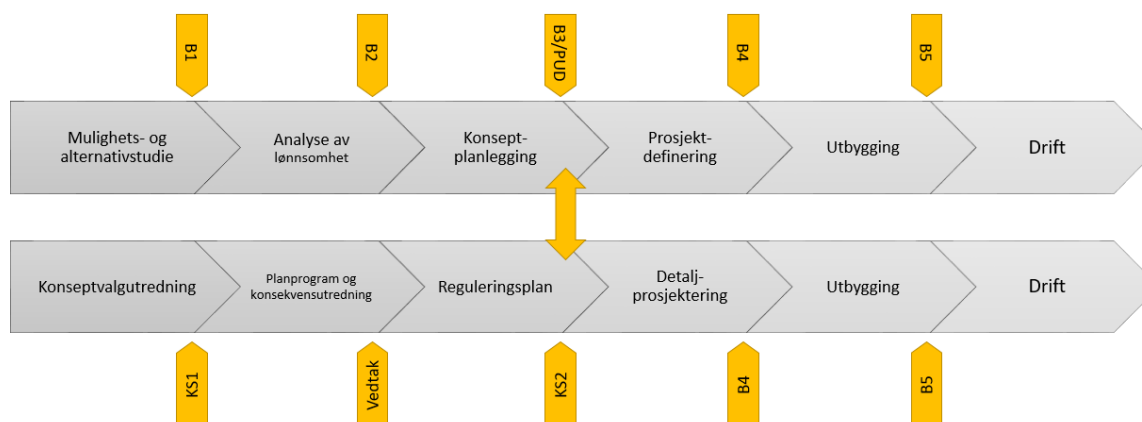 B1
B2
B3/PUD
B4
B5
Mulighets- og
alternativstudie
Analyse av
lønnsomhet
Konsept-
planlegging
Prosjekt-
definering
Utbygging
Drift
Konseptvalgutredning
Planprogram og
konsekvensutredning
Reguleringsplan
Detalj-
prosjektering
Utbygging
Drift
KS1
Vedtak
KS2
B4
B5